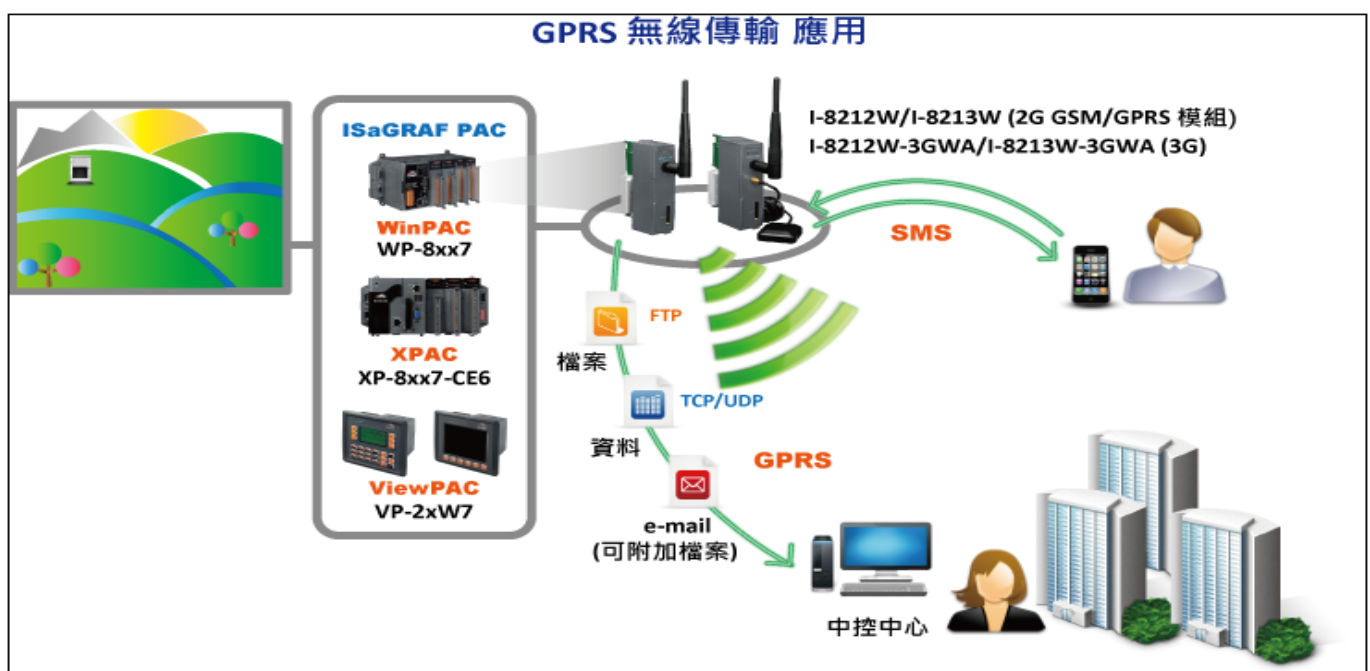 GPRS 無線傳輸 應用
ISaGRAF PAC
WinPAC
WP-8xx7
XPAC
XP-8xx7-CE6
ViewPAC
VP-2xW7
I-8212W/I-8213W (2G GSM/GPRS 模組)
I-8212W-3GWA/I-8213W-3GWA (3G)
SMS
FTP
檔案
TCP/UDP
資料
GPRS
e-mail
(可附加檔案)
中控中心